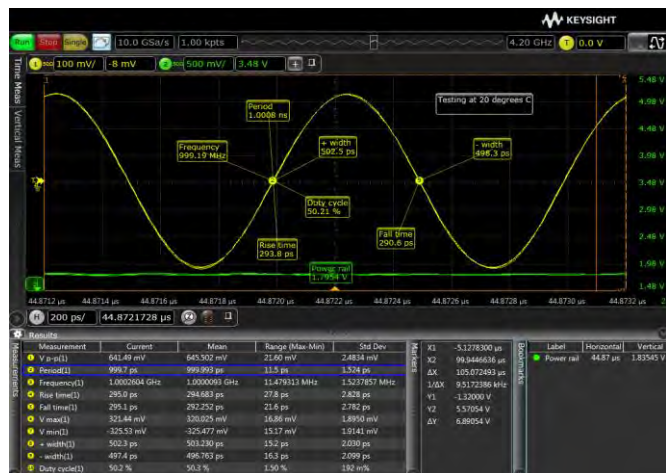 KEYSIGHT
Run Stop Single 10.0 GSa/s 1.00 kpts 4.20 GHz T 0.0 V
1 50Ω 100 mV/ -8 mV 2 50Ω 500 mV/ 3.48 V +
Time Meas
Vertical Meas
5.48 V
4.98 V
4.48 V
3.98 V
3.48 V
2.98 V
2.48 V
1.98 V
1.48 V
Testing at 20 degrees C
Period
1.0008 ns
Frequency
999.19 MHz
+ width
502.5 ps
- width
498.3 ps
Duty cycle
50.21 %
Rise time
293.8 ps
Fall time
290.6 ps
Power rail
1.7954 V
44.8712 µs 44.8714 µs 44.8716 µs 44.8718 µs 44.8720 µs 44.8722 µs 44.8724 µs 44.8726 µs 44.8728 µs 44.8730 µs 44.8732 µs
H 200 ps/ 44.8721728 µs
Results
Measurements
Measurement Current Mean Range (Max-Min) Std Dev
V p-p(1) 641.49 mV 645.502 mV 21.60 mV 2.4834 mV
Period(1) 999.7 ps 999.993 ps 11.5 ps 1.524 ps
Frequency(1) 1.0002604 GHz 1.0000093 GHz 11.479313 MHz 1.5237857 MHz
Rise time(1) 295.0 ps 294.683 ps 27.8 ps 2.828 ps
Fall time(1) 295.1 ps 292.252 ps 21.6 ps 2.782 ps
V max(1) 321.44 mV 320.025 mV 16.86 mV 1.8950 mV
V min(1) -325.53 mV -325.477 mV 15.17 mV 1.9141 mV
+ width(1) 502.3 ps 503.230 ps 15.2 ps 2.030 ps
- width(1) 497.4 ps 496.763 ps 16.3 ps 2.099 ps
Duty cycle(1) 50.2 % 50.3 % 1.50 % 192 m%
Markers
X1 -5.1278300 µs
X2 99.9446636 µs
ΔX 105.072493 µs
1/ΔX 9.5172386 kHz
Y1 -1.32000 V
Y2 5.57054 V
ΔY 6.89054 V
Bookmarks
Label Horizontal Vertical
Power rail 44.87 µs 1.83545 V